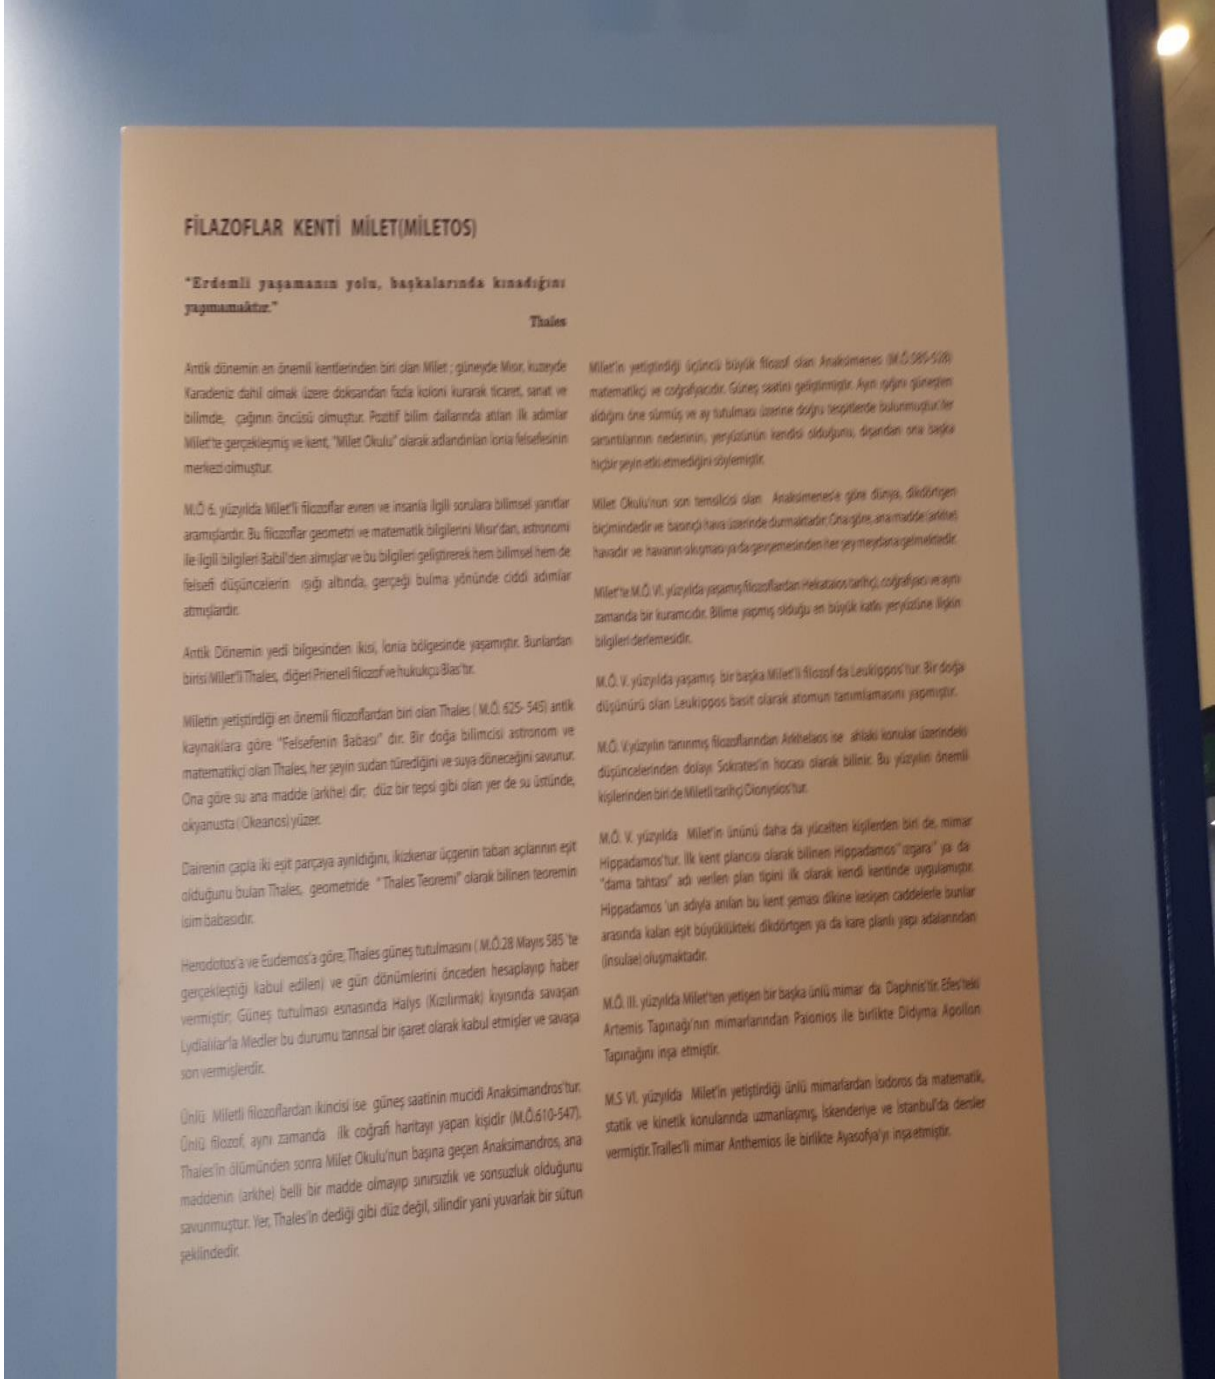 FİLAZOFLAR KENTİ MİLET(MİLETOS)
"Erdemli yaşamanın yolu, başkalarında kınadığını
yapmamaktır."
Thales
Antik dönemin en önemli kentlerinden biri olan Milet ; güneyde Mısır, kuzeyde
Karadeniz dahil olmak üzere doksandan fazla koloni kurarak ticaret, sanat ve
bilimde, çağının öncüsü olmuştur. Pozitif bilim dallarında atılan ilk adımlar
Milet'te gerçekleşmiş ve kent, "Milet Okulu" olarak adlandırılan İonia felsefesinin
merkezi olmuştur.
M.Ö 6. yüzyılda Milet'li filozoflar evren ve insanla ilgili sorulara bilimsel yanıtlar
aramışlardır. Bu filozoflar geometri ve matematik bilgilerini Mısır'dan, astronomi
ile ilgili bilgileri Babil'den almışlar ve bu bilgileri geliştirerek hem bilimsel hem de
felsefi düşüncelerin ışığı altında, gerçeği bulma yönünde ciddi adımlar
atmışlardır.
Antik Dönemin yedi bilgesinden ikisi, İonia bölgesinde yaşamıştır. Bunlardan
birisi Milet'li Thales, diğeri Prieneli filozof ve hukukçu Bias'tır.
Miletin yetiştirdiği en önemli filozoflardan biri olan Thales ( M.Ö. 625- 545) antik
kaynaklara göre "Felsefenin Babası" dır. Bir doğa bilimcisi astronom ve
matematikçi olan Thales, her şeyin sudan türediğini ve suya döneceğini savunur.
Ona göre su ana madde (arkhe) dir; düz bir tepsi gibi olan yer de su üstünde,
okyanusta ( Okeanos) yüzer.
Dairenin çapla iki eşit parçaya ayrıldığını, ikizkenar üçgenin taban açılarının eşit
olduğunu bulan Thales, geometride "Thales Teoremi" olarak bilinen teoremin
isim babasıdır.
Herodotos'a ve Eudemos'a göre, Thales güneş tutulmasını ( M.Ö.28 Mayıs 585 'te
gerçekleştiği kabul edilen) ve gün dönümlerini önceden hesaplayıp haber
vermiştir; Güneş tutulması esnasında Halys (Kızılırmak) kıyısında savaşan
Lydialılar'la Medler bu durumu tanrısal bir işaret olarak kabul etmişler ve savaşa
son vermişlerdir.
Ünlü Miletli filozoflardan ikincisi ise güneş saatinin mucidi Anaksimandros'tur.
Ünlü filozof, aynı zamanda ilk coğrafi haritayı yapan kişidir (M.Ö.610-547).
Thales'in ölümünden sonra Milet Okulu'nun başına geçen Anaksimandros, ana
maddenin (arkhe) belli bir madde olmayıp sınırsızlık ve sonsuzluk olduğunu
savunmuştur. Yer, Thales'in dediği gibi düz değil, silindir yani yuvarlak bir sütun
şeklindedir.
Milet'in yetiştirdiği üçüncü büyük filozof olan Anaksimenes (M.Ö.585-528)
matematikçi ve coğrafyacıdır. Güneş saatini geliştirmiştir. Ayın ışığını güneşten
aldığını öne sürmüş ve ay tutulması üzerine doğru tespitlerde bulunmuştur.Yer
sarsıntılarının nedeninin, yeryüzünün kendisi olduğunu, dışarıdan ona başka
hiçbir şeyin etki etmediğini söylemiştir.
Milet Okulu'nun son temsilcisi olan Anaksimenes'e göre dünya, dikdörtgen
biçimindedir ve basınçlı hava üzerinde durmaktadır. Ona göre, ana madde (arkhe)
havadır ve havanın sıkışması ya da gevşemesinden her şey meydana gelmektedir.
Milet'te M.Ö. VI. yüzyılda yaşamış filozoflardan Hekataios tarihçi, coğrafyacı ve aynı
zamanda bir kuramcıdır. Bilime yapmış olduğu en büyük katkı yeryüzüne ilişkin
bilgileri derlemesidir.
M.Ö. V. yüzyılda yaşamış bir başka Milet'li filozof da Leukippos'tur. Bir doğa
düşünürü olan Leukippos basit olarak atomun tanımlamasını yapmıştır.
M.Ö. V.yüzyılın tanınmış filozoflarından Arkhelaos ise ahlaki konular üzerindeki
düşüncelerinden dolayı Sokrates'in hocası olarak bilinir. Bu yüzyılın önemli
kişilerinden biri de Miletli tarihçi Dionysios'tur.
M.Ö. V. yüzyılda Milet'in ününü daha da yücelten kişilerden biri de, mimar
Hippadamos'tur. İlk kent plancısı olarak bilinen Hippadamos "ızgara" ya da
"dama tahtası" adı verilen plan tipini ilk olarak kendi kentinde uygulamıştır.
Hippadamos 'un adıyla anılan bu kent şeması dikine kesişen caddelerle bunlar
arasında kalan eşit büyüklükteki dikdörtgen ya da kare planlı yapı adalarından
(insulae) oluşmaktadır.
M.Ö. III. yüzyılda Milet'ten yetişen bir başka ünlü mimar da Daphnis'tir. Efes'teki
Artemis Tapınağı'nın mimarlarından Paionios ile birlikte Didyma Apollon
Tapınağını inşa etmiştir.
M.S VI. yüzyılda Milet'in yetiştirdiği ünlü mimarlardan İsidoros da matematik,
statik ve kinetik konularında uzmanlaşmış, İskenderiye ve İstanbul'da dersler
vermiştir. Tralles'li mimar Anthemios ile birlikte Ayasofya'yı inşa etmiştir.